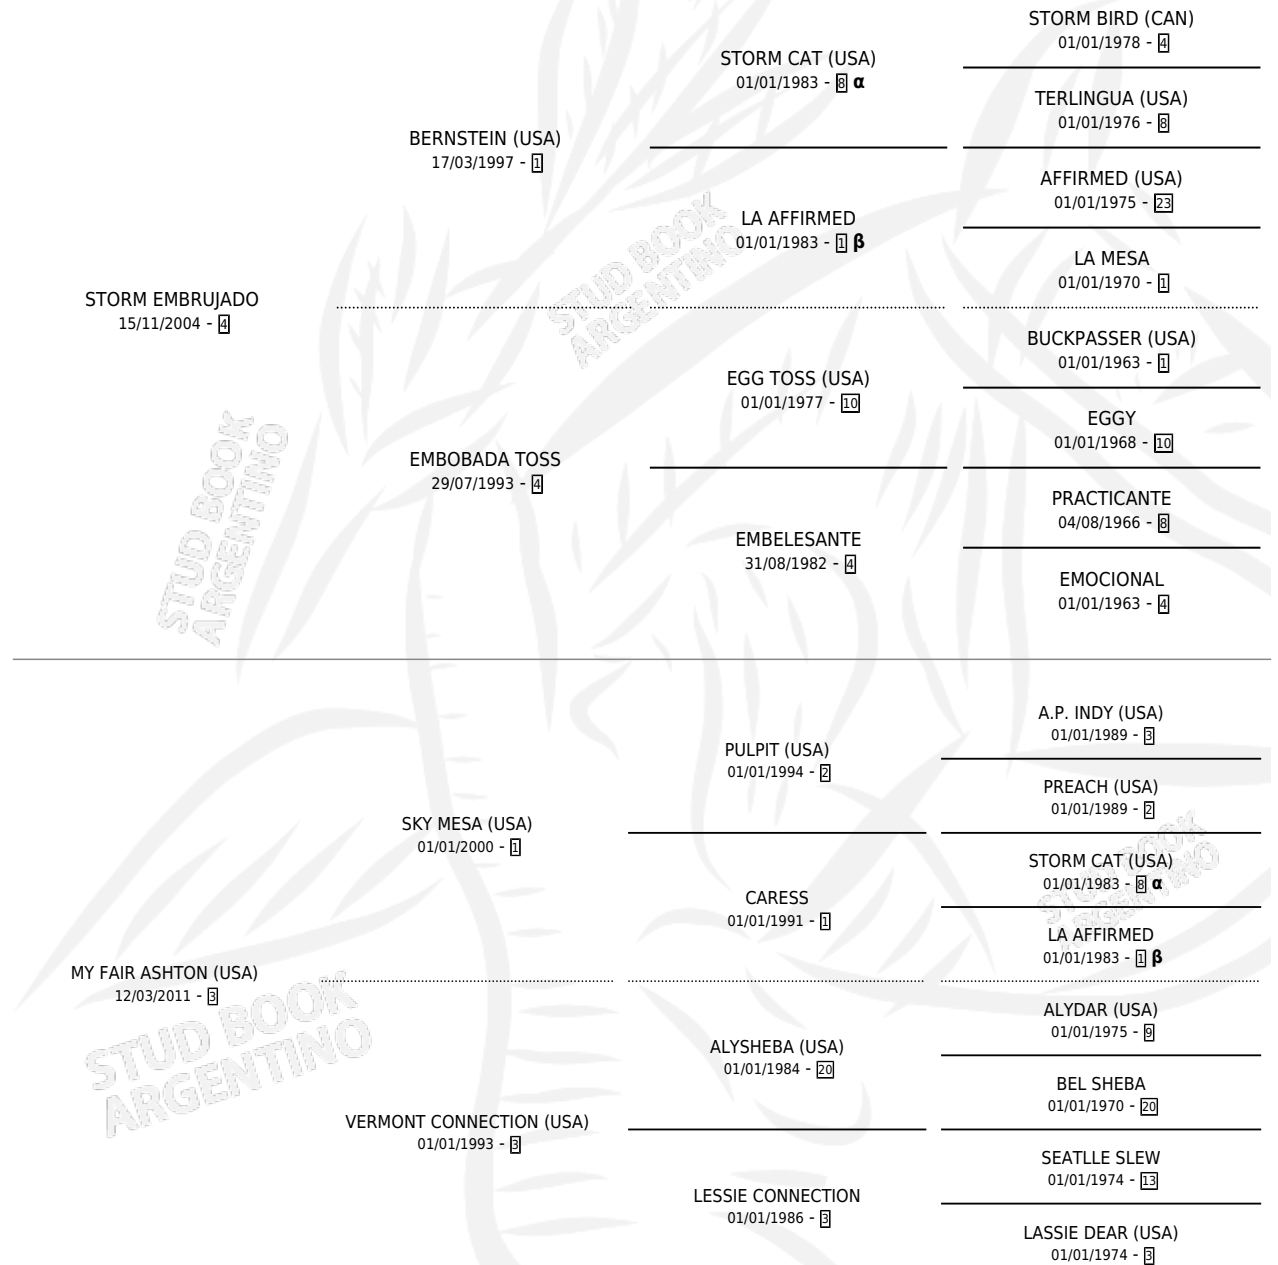 STORM BIRD (CAN)
01/01/1978 - 4
STORM CAT (USA)
01/01/1983 - 8 α
TERLINGUA (USA)
01/01/1976 - 8
BERNSTEIN (USA)
17/03/1997 - 1
AFFIRMED (USA)
01/01/1975 - 23
LA AFFIRMED
01/01/1983 - 1 β
LA MESA
01/01/1970 - 1
STORM EMBRUJADO
15/11/2004 - 4
BUCKPASSER (USA)
01/01/1963 - 1
EGG TOSS (USA)
01/01/1977 - 10
EGGY
01/01/1968 - 10
EMBOBADA TOSS
29/07/1993 - 4
PRACTICANTE
04/08/1966 - 8
EMBELESANTE
31/08/1982 - 4
EMOCIONAL
01/01/1963 - 4
A.P. INDY (USA)
01/01/1989 - 3
PULPIT (USA)
01/01/1994 - 2
PREACH (USA)
01/01/1989 - 2
SKY MESA (USA)
01/01/2000 - 1
STORM CAT (USA)
01/01/1983 - 8 α
CARESS
01/01/1991 - 1
LA AFFIRMED
01/01/1983 - 1 β
MY FAIR ASHTON (USA)
12/03/2011 - 3
ALYDAR (USA)
01/01/1975 - 9
ALYSHEBA (USA)
01/01/1984 - 20
BEL SHEBA
01/01/1970 - 20
VERMONT CONNECTION (USA)
01/01/1993 - 3
SEATLLE SLEW
01/01/1974 - 13
LESSIE CONNECTION
01/01/1986 - 3
LASSIE DEAR (USA)
01/01/1974 - 3
STUD BOOK
ARGENTINO
STUD BOOK
ARGENTINO
STUD BOOK
ARGENTINO
STUD BOOK
ARGENTINO